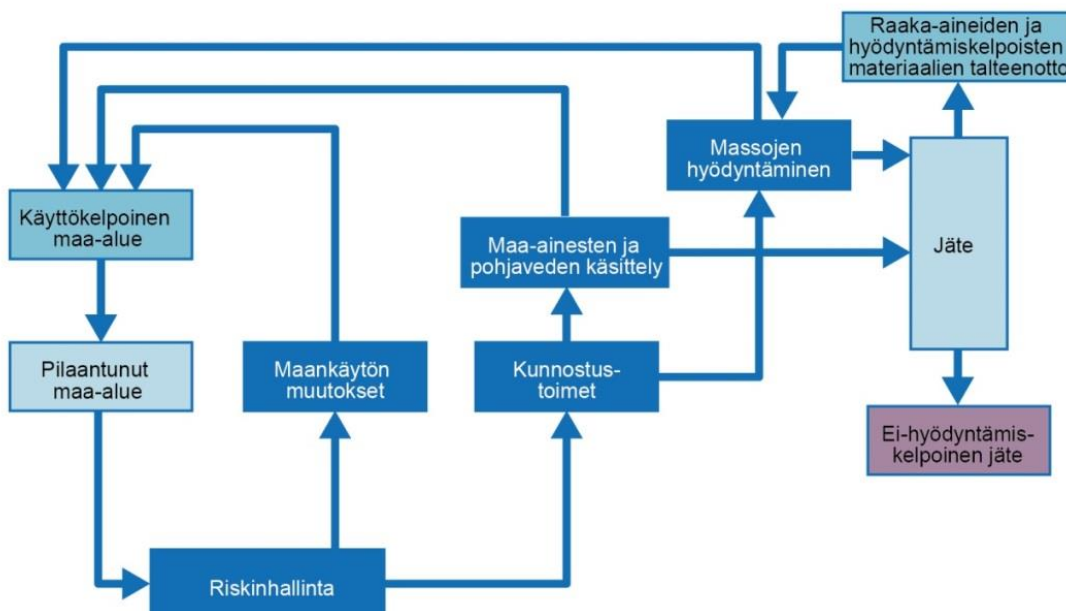 Raaka-aineiden ja
hyödyntämiskelpoisten
materiaalien talteenotto
Massojen
hyödyntäminen
Käyttökelpoinen
maa-alue
Maa-ainesten ja
pohjaveden käsittely
Jäte
Pilaantunut
maa-alue
Maankäytön
muutokset
Kunnostus-
toimet
Ei-hyödyntämis-
kelpoinen jäte
Riskinhallinta